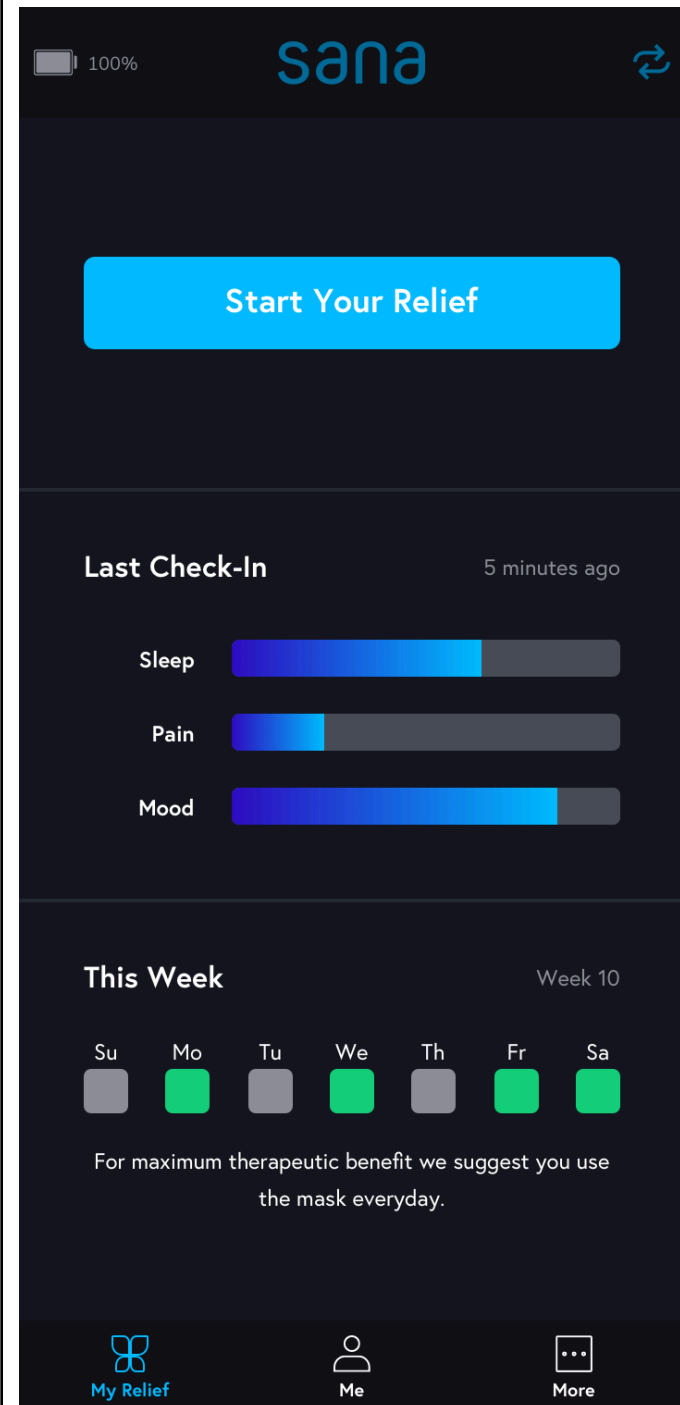 100%
sana
Start Your Relief
Last Check-In
5 minutes ago
Sleep
Pain
Mood
This Week
Week 10
Su Mo Tu We Th Fr Sa
For maximum therapeutic benefit we suggest you use
the mask everyday.
My Relief
Me
More